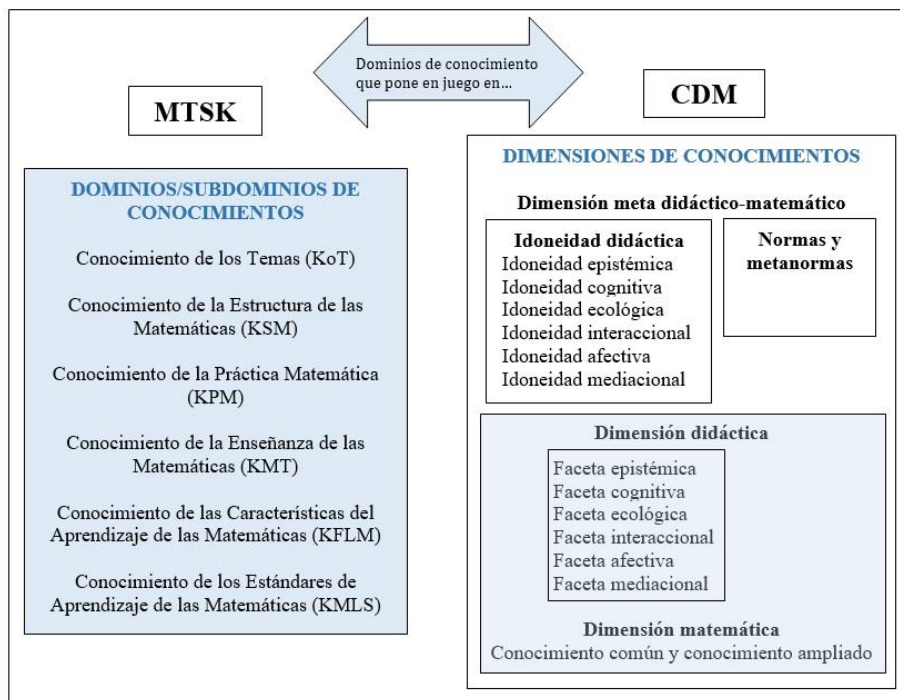 Dominios de conocimiento
que pone en juego en...
MTSK
CDM
DOMINIOS/SUBDOMINIOS DE
CONOCIMIENTOS
Conocimiento de los Temas (KoT)
Conocimiento de la Estructura de las
Matemáticas (KSM)
Conocimiento de la Práctica Matemática
(KPM)
Conocimiento de la Enseñanza de las
Matemáticas (KMT)
Conocimiento de las Características del
Aprendizaje de las Matemáticas (KFLM)
Conocimiento de los Estándares de
Aprendizaje de las Matemáticas (KMLS)
DIMENSIONES DE CONOCIMIENTOS
Dimensión meta didáctico-matemático
Idoneidad didáctica
Idoneidad epistémica
Idoneidad cognitiva
Idoneidad ecológica
Idoneidad interaccional
Idoneidad afectiva
Idoneidad mediacional
Normas y
metanormas
Dimensión didáctica
Faceta epistémica
Faceta cognitiva
Faceta ecológica
Faceta interaccional
Faceta afectiva
Faceta mediacional
Dimensión matemática
Conocimiento común y conocimiento ampliado